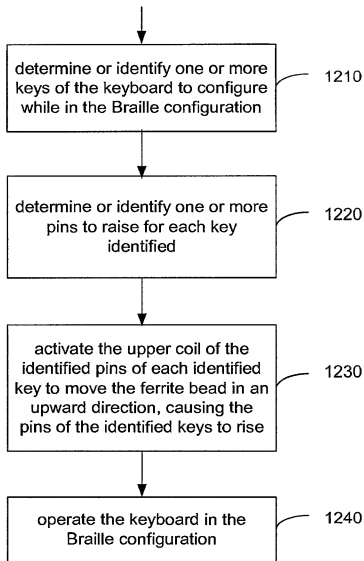 determine or identify one or more
keys of the keyboard to configure
while in the Braille configuration
1210
determine or identify one or more
pins to raise for each key
identified
1220
activate the upper coil of the
identified pins of each identified
key to move the ferrite bead in an
upward direction, causing the
pins of the identified keys to rise
1230
operate the keyboard in the
Braille configuration
1240